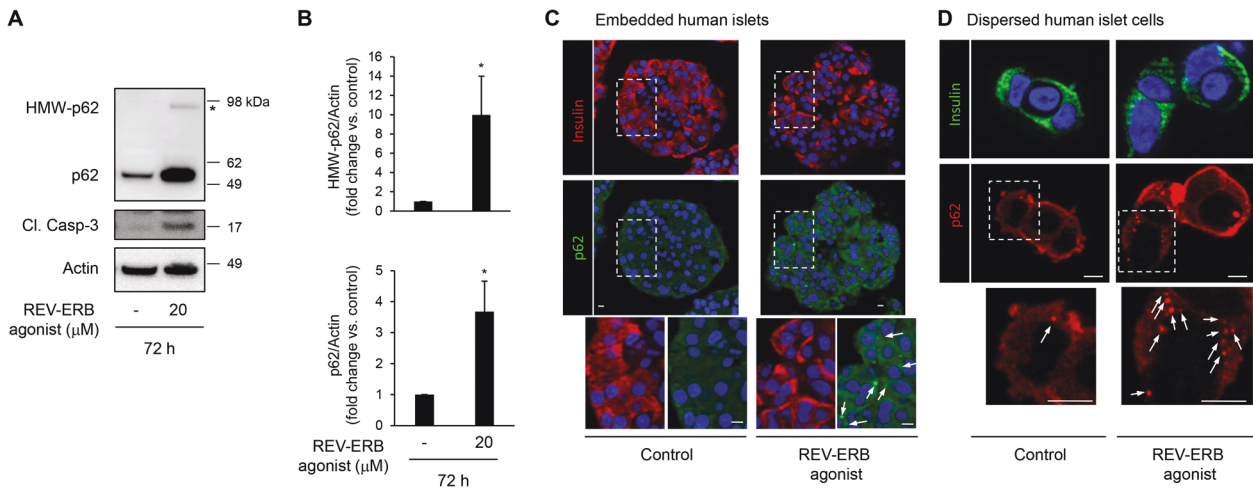 A
HMW-p62
98 kDa
*
p62
62
49
Cl. Casp-3
17
Actin
49
REV-ERB
agonist (μM)
- 20
72 h
B
HMW-p62/Actin
(fold change vs. control)
16
14
12
10
8
6
4
2
0
*
p62/Actin
(fold change vs. control)
5
4
3
2
1
0
*
REV-ERB
agonist (μM)
- 20
72 h
C Embedded human islets
Insulin
p62
Control
REV-ERB
agonist
D Dispersed human islet cells
Insulin
p62
Control
REV-ERB
agonist